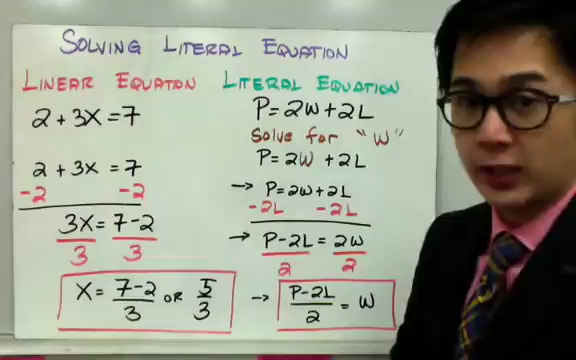 SOLVING LITERAL EQUATION
LINEAR EQUATON
2 + 3X = 7
2 + 3x = 7
-2 -2
3X = 7-2
3 3
X = 7-2/3 OR 5/3
LITERAL EQUATION
P = 2W + 2L
Solve for "W"
P = 2W + 2L
→ P = 2W + 2L
-2L -2L
→ P - 2L = 2W
2 2
→ P-2L/2 = W